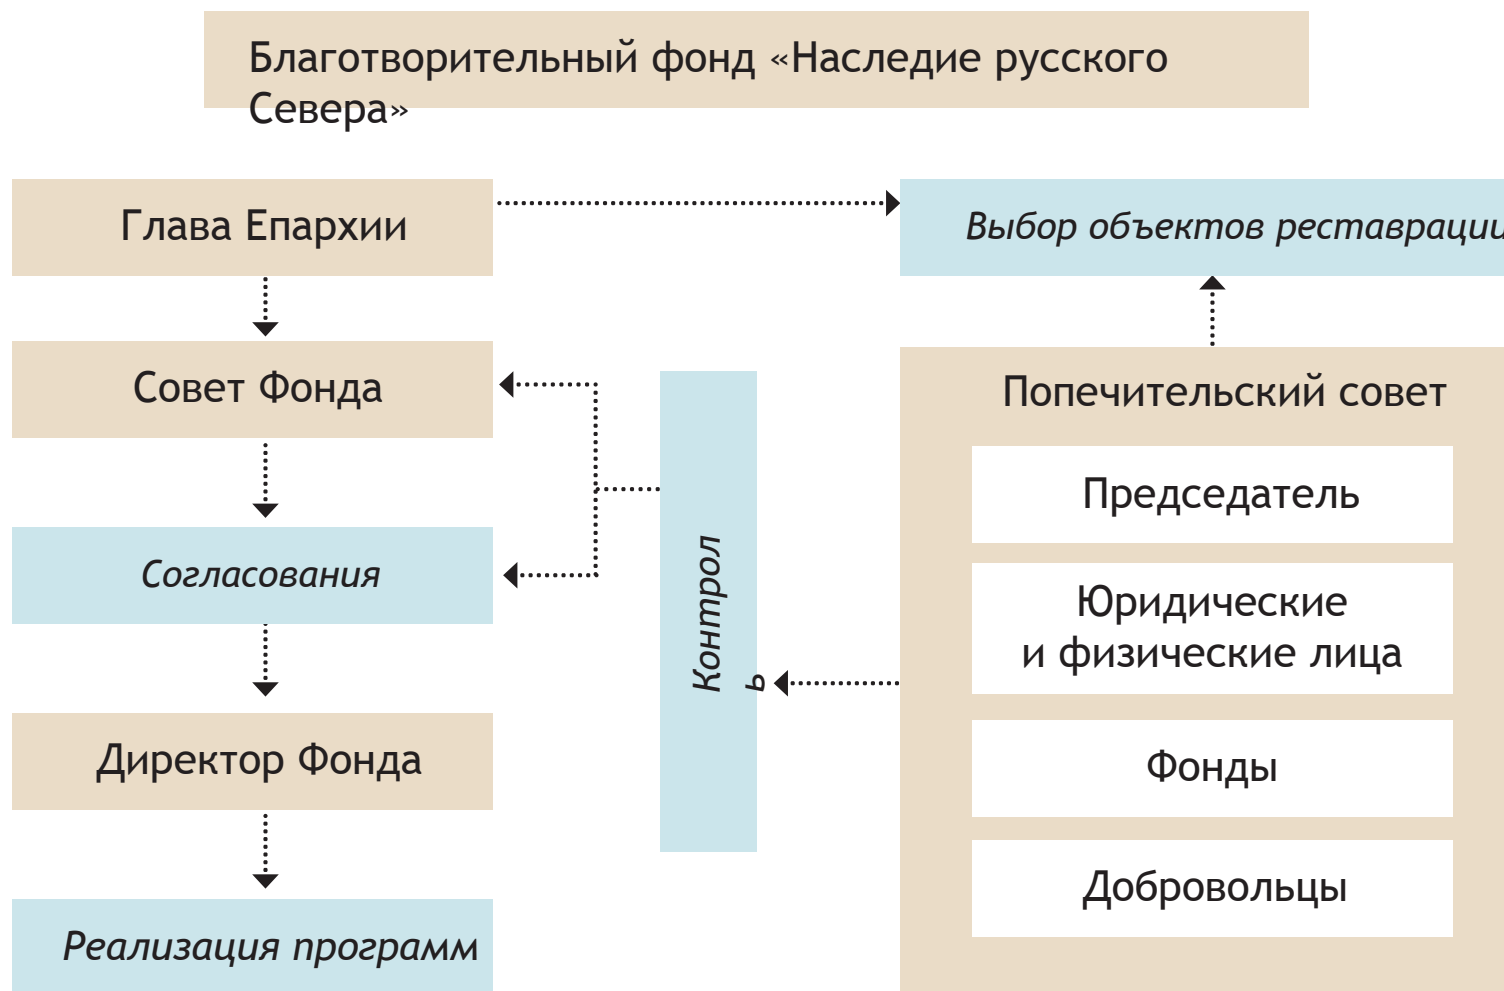 Благотворительный фонд «Наследие русского
Севера»
Глава Епархии
Выбор объектов реставрации
Совет Фонда
Попечительский совет
Председатель
Согласования
Контрол
ь
Юридические
и физические лица
Директор Фонда
Фонды
Добровольцы
Реализация программ